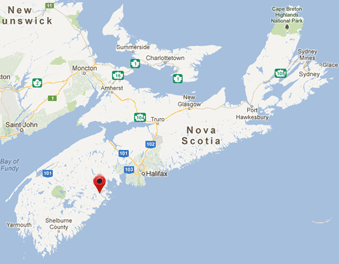 New
unswick
Cape Breton
Highlands
National Park
Summerside
Charlottetown
Moncton
Sydney
Mines
Glace
Sydney
Amherst
New
Glasgow
Port
Hawkesbury
Saint John
Truro
Nova
Scotia
102
Bay of
Fundy
101
101
103
Halifax
Shelburne
County
Yarmouth